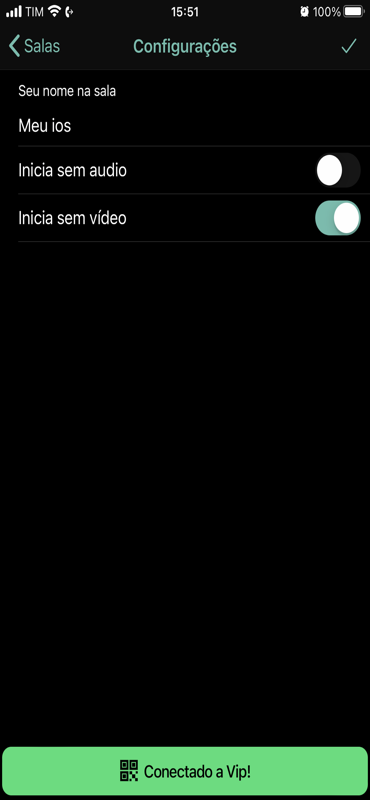 TIM 15:51 100%
Salas Configurações
Seu nome na sala
Meu ios
Inicia sem audio
Inicia sem vídeo
Conectado a Vip!